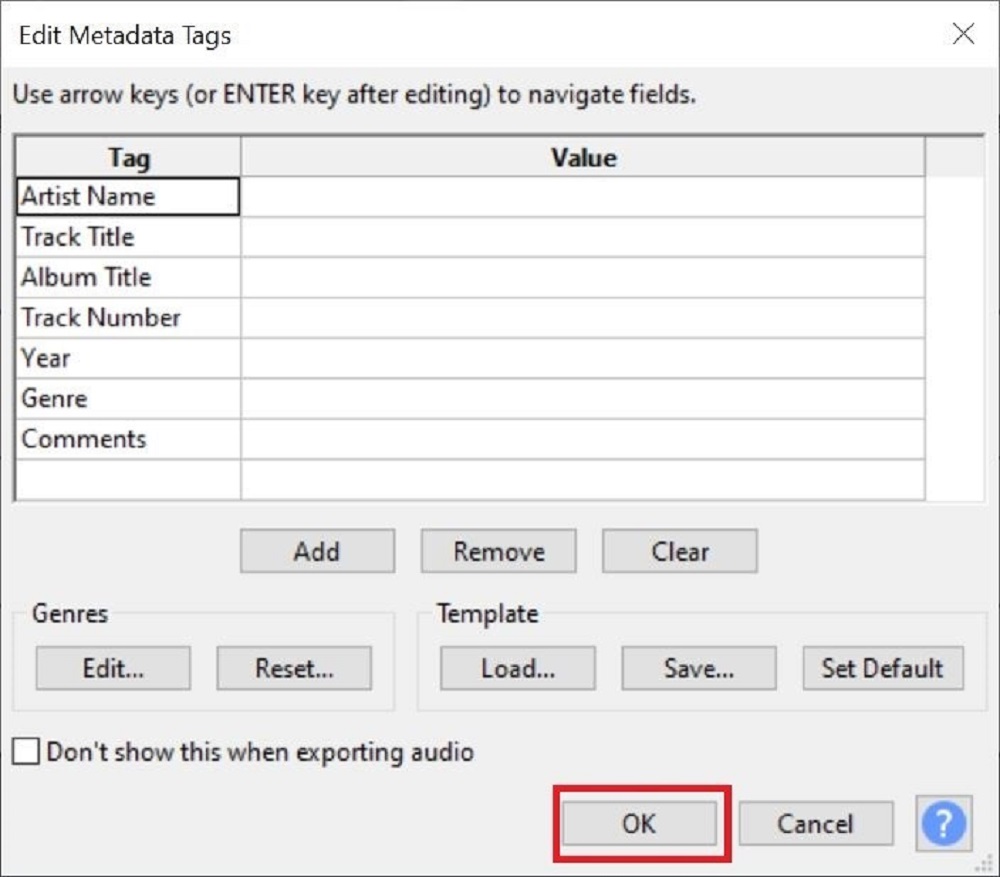 Edit Metadata Tags
Use arrow keys (or ENTER key after editing) to navigate fields.
Tag Value
Artist Name
Track Title
Album Title
Track Number
Year
Genre
Comments
Add Remove Clear
Genres Template
Edit... Reset... Load... Save... Set Default
Don't show this when exporting audio
OK Cancel ?